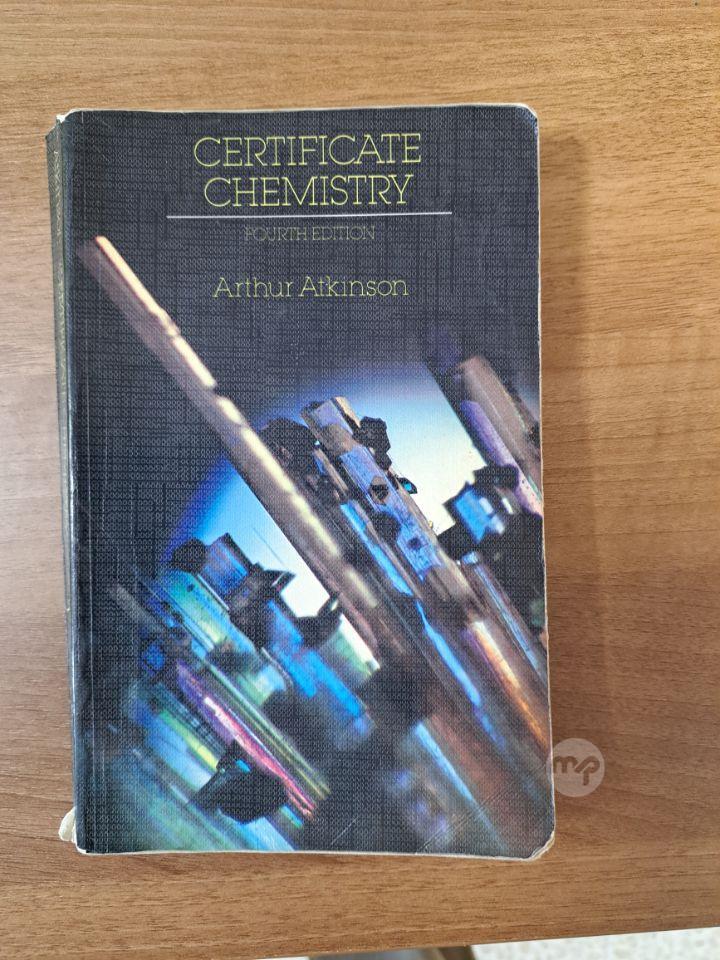 CERTIFICATE
CHEMISTRY
FOURTH EDITION
Arthur Atkinson
mp